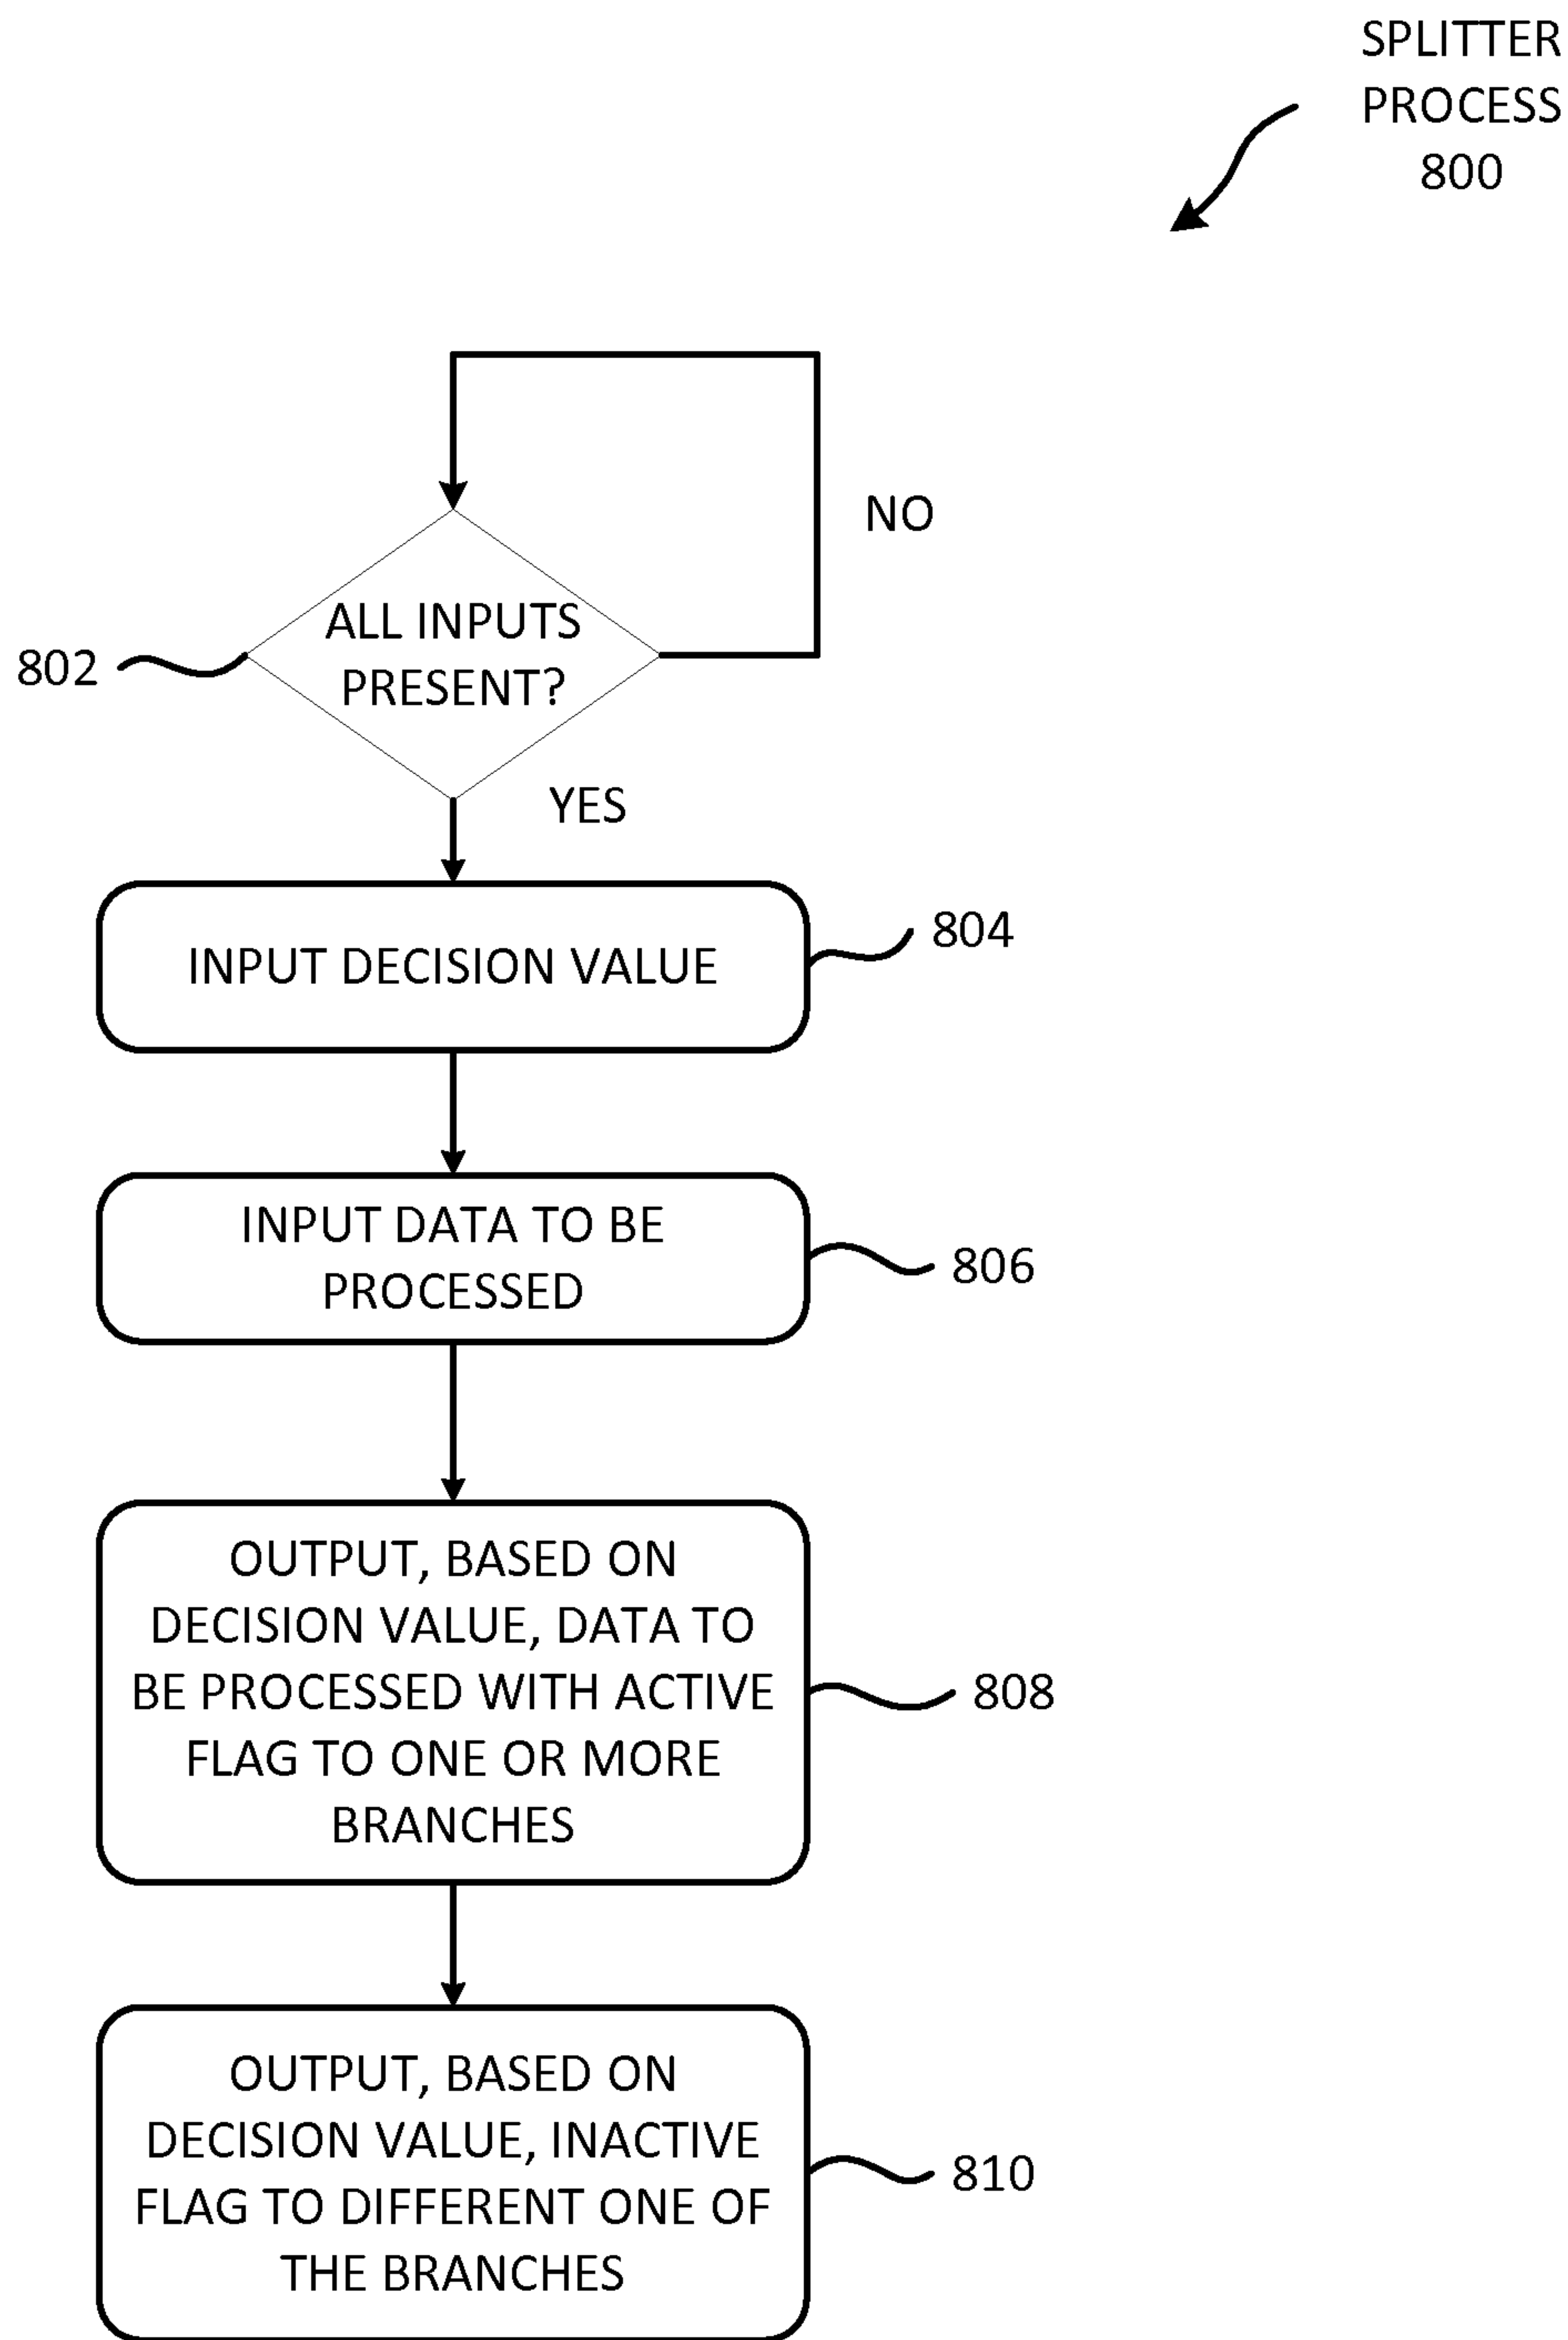 SPLITTER
PROCESS
800
NO
ALL INPUTS
PRESENT?
802
YES
INPUT DECISION VALUE
804
INPUT DATA TO BE
PROCESSED
806
OUTPUT, BASED ON
DECISION VALUE, DATA TO
BE PROCESSED WITH ACTIVE
FLAG TO ONE OR MORE
BRANCHES
808
OUTPUT, BASED ON
DECISION VALUE, INACTIVE
FLAG TO DIFFERENT ONE OF
THE BRANCHES
810